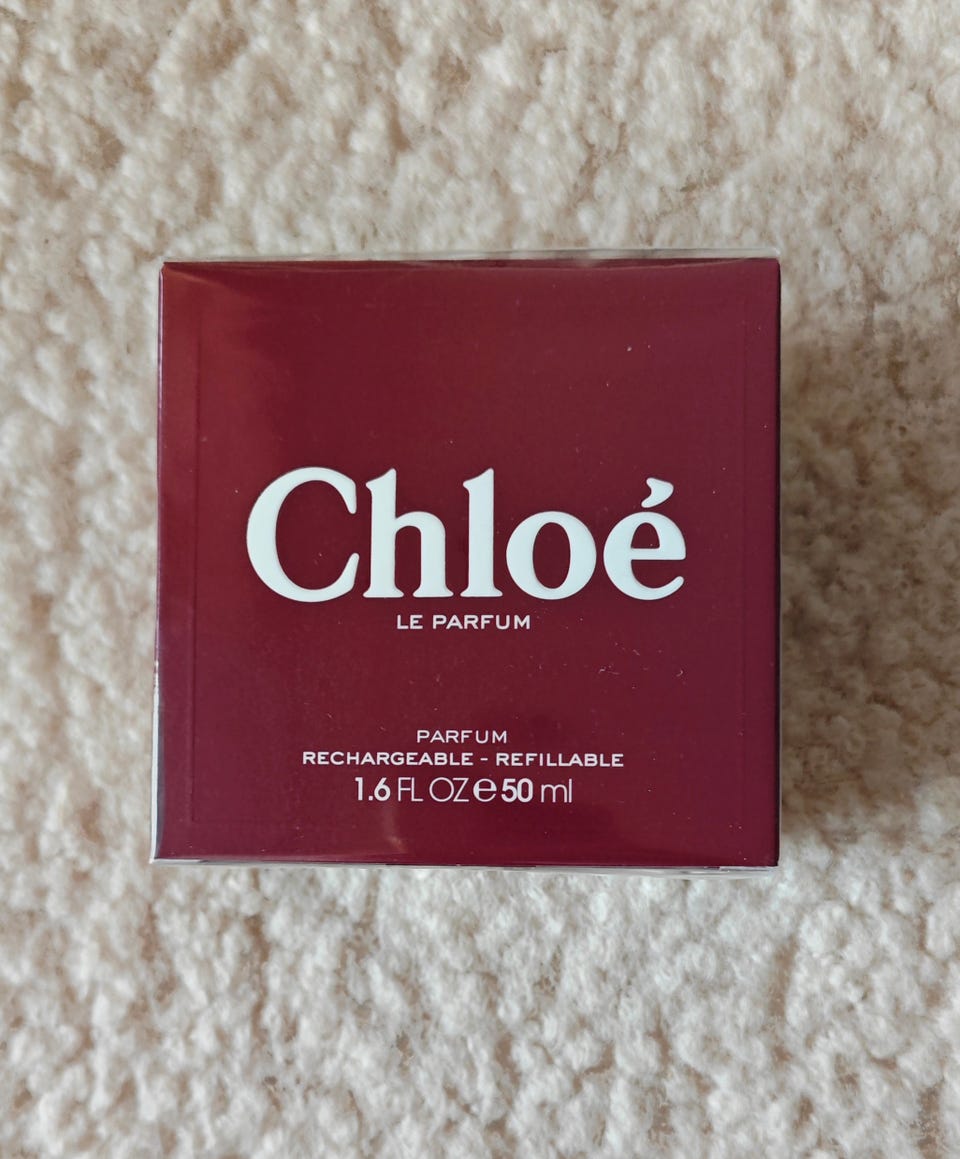 Chloé
LE PARFUM
PARFUM
RECHARGEABLE - REFILLABLE
1.6 FL OZ ℮ 50 ml